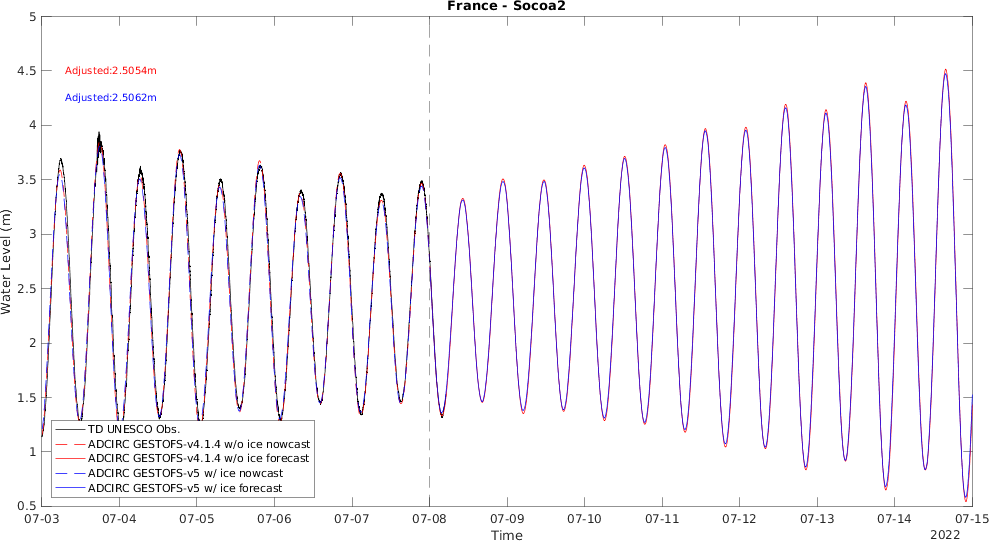 France - Socoa2
5
4.5
4
3.5
3
2.5
2
1.5
1
0.5
Water Level (m)
Adjusted:2.5054m
Adjusted:2.5062m
TD UNESCO Obs.
ADCIRC GESTOFS-v4.1.4 w/o ice nowcast
ADCIRC GESTOFS-v4.1.4 w/o ice forecast
ADCIRC GESTOFS-v5 w/ ice nowcast
ADCIRC GESTOFS-v5 w/ ice forecast
07-03 07-04 07-05 07-06 07-07 07-08 07-09 07-10 07-11 07-12 07-13 07-14 07-15
Time
2022